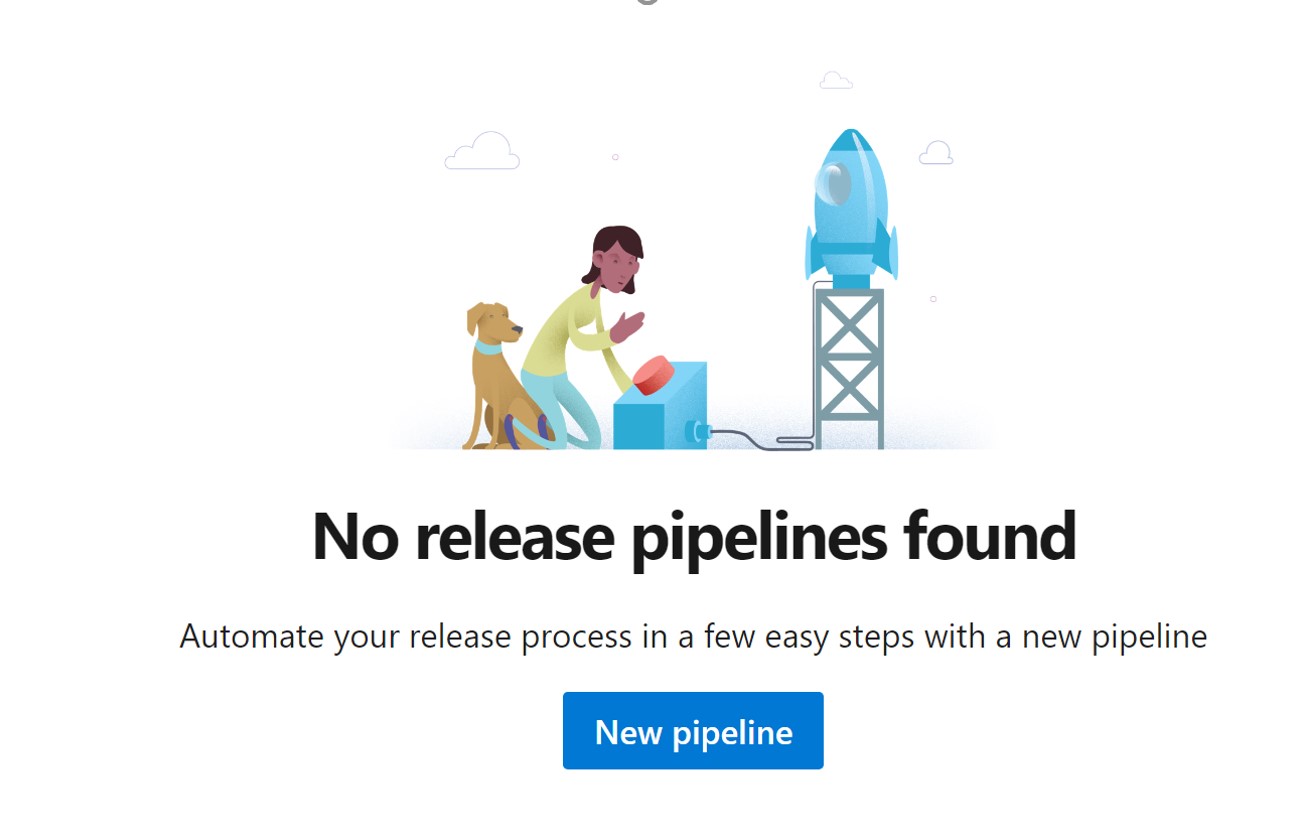 No release pipelines found
Automate your release process in a few easy steps with a new pipeline
New pipeline